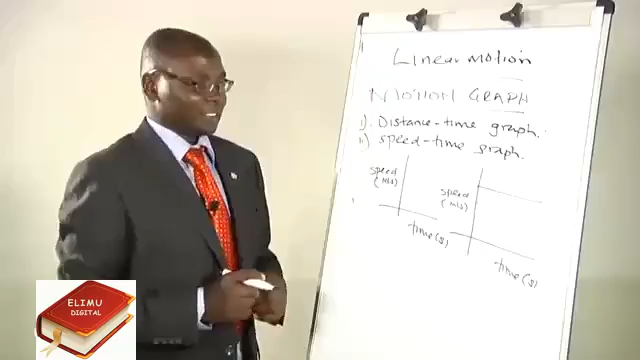 Linear motion
MOTION GRAPH
i). Distance-time graph.
ii) speed-time graph.
speed
(m/s)
time(s)
speed
(m/s)
time(s)
ELIMU
DIGITAL